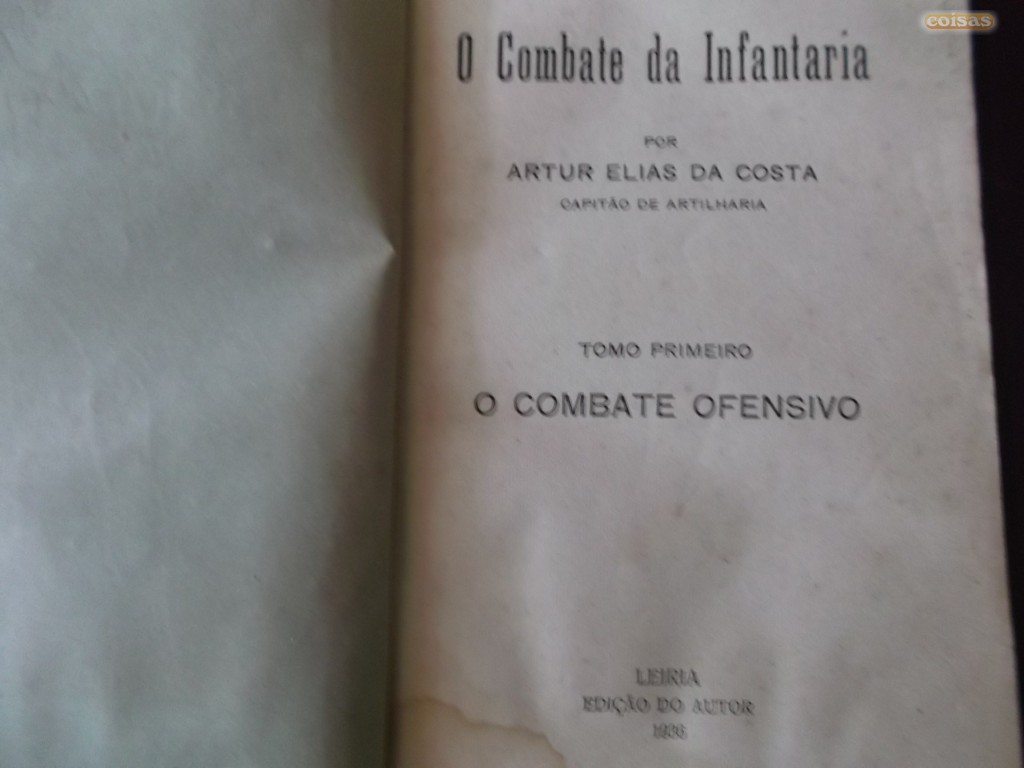 coisas
O Combate da Infantaria
POR
ARTUR ELIAS DA COSTA
CAPITÃO DE ARTILHARIA
TOMO PRIMEIRO
O COMBATE OFENSIVO
LEIRIA
EDIÇÃO DO AUTOR
1936